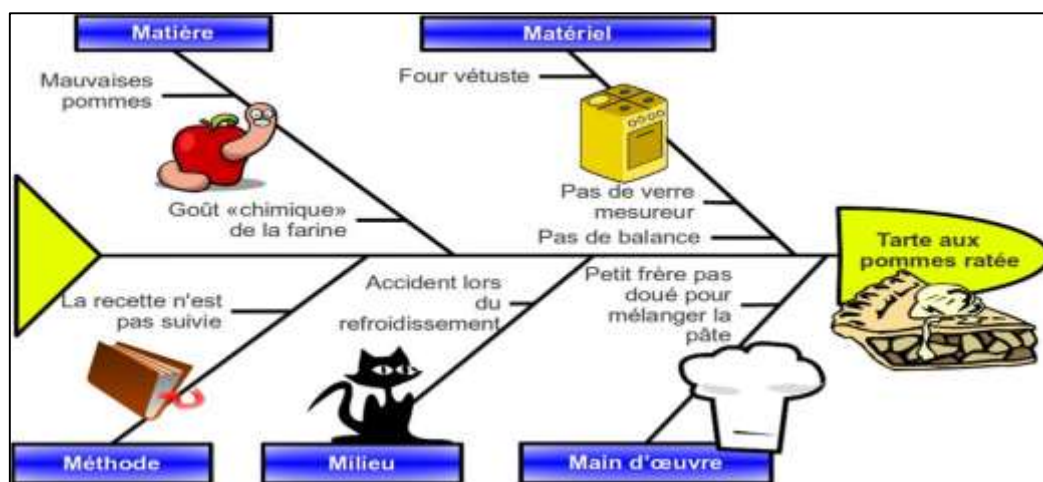 Matière
Matériel
Mauvaises
pommes
Four vétuste
Goût «chimique»
de la farine
Pas de verre
mesureur
Pas de balance
Tarte aux
pommes ratée
La recette n'est
pas suivie
Accident lors
du
refroidissement
Petit frère pas
doué pour
mélanger la
pâte
Méthode
Milieu
Main d'œuvre